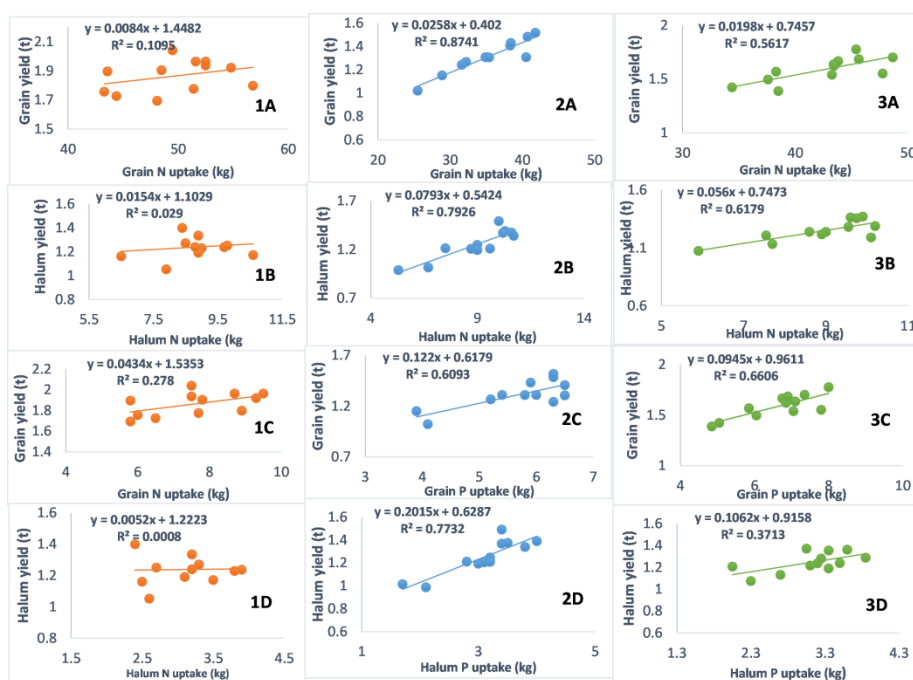 y = 0.0084x + 1.4482
R² = 0.1095
Grain yield (t)
2.1
1.9
1.7
1.5
40
50
60
Grain N uptake (kg)
1A
y = 0.0258x + 0.402
R² = 0.8741
Grain yield (t)
1.6
1.4
1.2
1
0.8
0.6
20
30
40
50
Grain N uptake (kg)
2A
y = 0.0198x + 0.7457
R² = 0.5617
Grain yield (t)
2
1.5
1
30
40
50
Grain N uptake (kg)
3A
y = 0.0154x + 1.1029
R² = 0.029
Halum yield (t)
1.6
1.4
1.2
1
0.8
5.5
7.5
9.5
11.5
Halum N uptake (kg
1B
y = 0.0793x + 0.5424
R² = 0.7926
Halum yield (t)
1.7
1.2
0.7
4
9
14
Halum N uptake (kg)
2B
y = 0.056x + 0.7473
R² = 0.6179
Halum yield (t)
1.6
1.1
0.6
5
7
9
11
Halum N uptake (kg)
3B
y = 0.0434x + 1.5353
R² = 0.278
Grain yield (t)
2.2
2
1.8
1.6
1.4
4
6
8
10
Grain N uptake (kg)
1C
y = 0.122x + 0.6179
R² = 0.6093
Grain yield (t)
1.7
1.2
0.7
3
4
5
6
7
Grain P uptake (kg)
2C
y = 0.0945x + 0.9611
R² = 0.6606
Grain yield (t)
2
1.5
1
4
6
8
10
Grain P uptake (kg)
3C
y = 0.0052x + 1.2223
R² = 0.0008
Halum yield (t)
1.6
1.4
1.2
1
0.8
1.5
2.5
3.5
4.5
Halum N uptake (kg)
1D
y = 0.2015x + 0.6287
R² = 0.7732
Halum yield (t)
1.6
1.4
1.2
1
0.8
0.6
1
3
5
Halum P uptake (kg)
2D
y = 0.1062x + 0.9158
R² = 0.3713
Halum yield (t)
1.6
1.4
1.2
1
0.8
0.6
1.3
2.3
3.3
4.3
Halum P uptake (kg)
3D